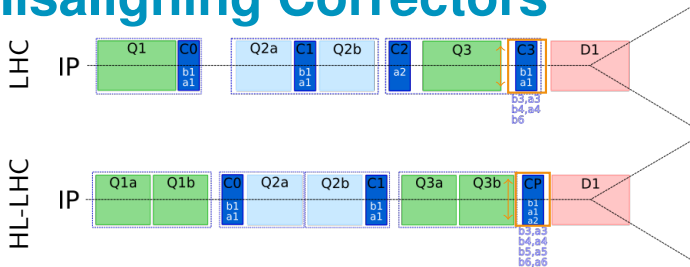 Misaligning Correctors
LHC
IP
Q1 C0 Q2a C1 Q2b C2 Q3 C3 D1
b1 b1 a2 b1
a1 a1 a1
b3,a3
b4,a4
b6
HL-LHC
IP
Q1a Q1b C0 Q2a Q2b C1 Q3a Q3b CP D1
b1 b1 b1
a1 a1 a1
a2
b3,a3
b4,a4
b5,a5
b6,a6